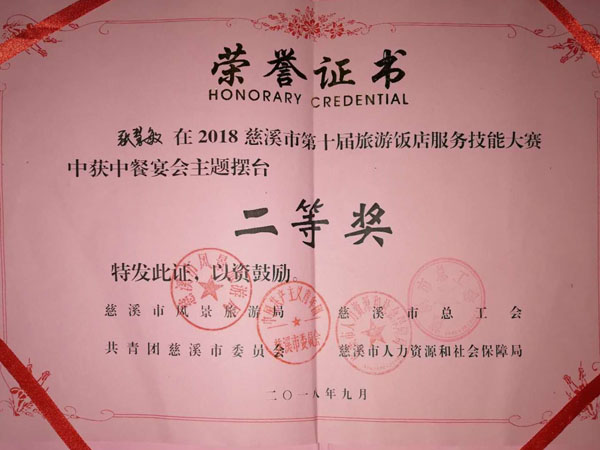 荣誉证书
HONORARY CREDENTIAL
敏 在 2018 慈溪市第十届旅游饭店服务技能大赛
中获中餐宴会主题摆台
二等奖
特发此证，以资鼓励。
慈溪市风景旅游局 慈溪市总工会
共青团慈溪市委员会 慈溪市人力资源和社会保障局
二〇一八年九月